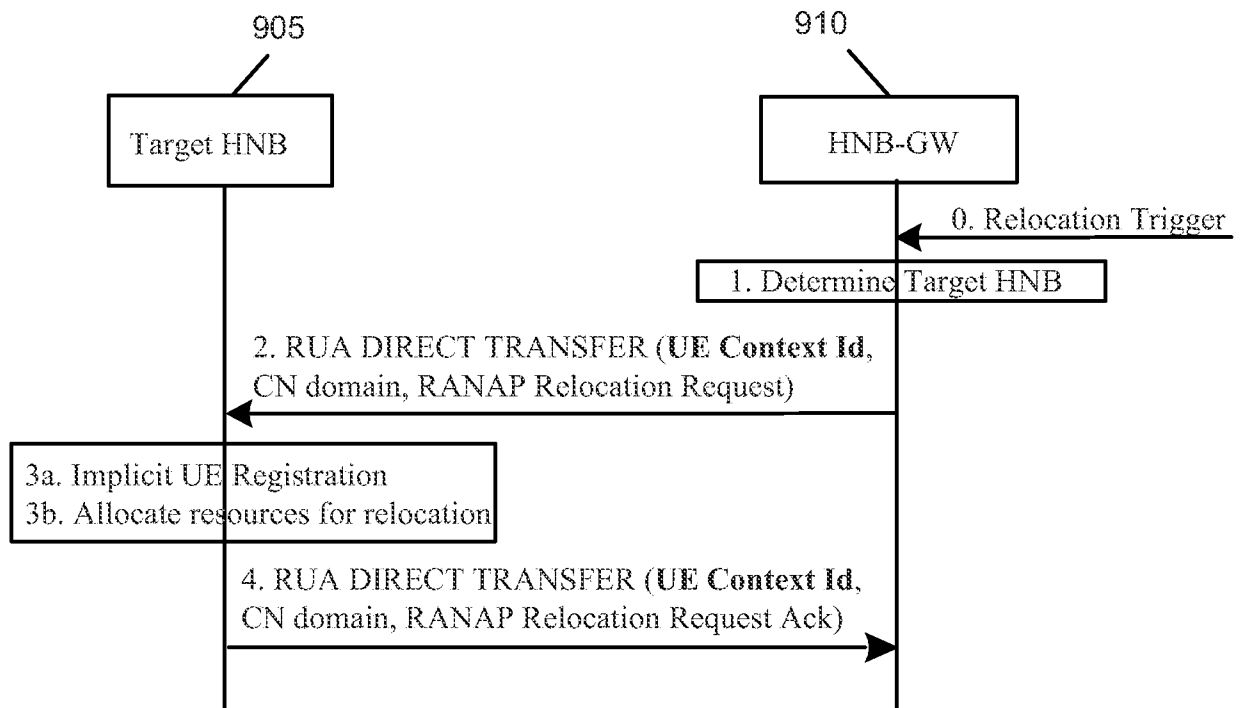 905
910
Target HNB
HNB-GW
0. Relocation Trigger
1. Determine Target HNB
2. RUA DIRECT TRANSFER (UE Context Id,
CN domain, RANAP Relocation Request)
3a. Implicit UE Registration
3b. Allocate resources for relocation
4. RUA DIRECT TRANSFER (UE Context Id,
CN domain, RANAP Relocation Request Ack)